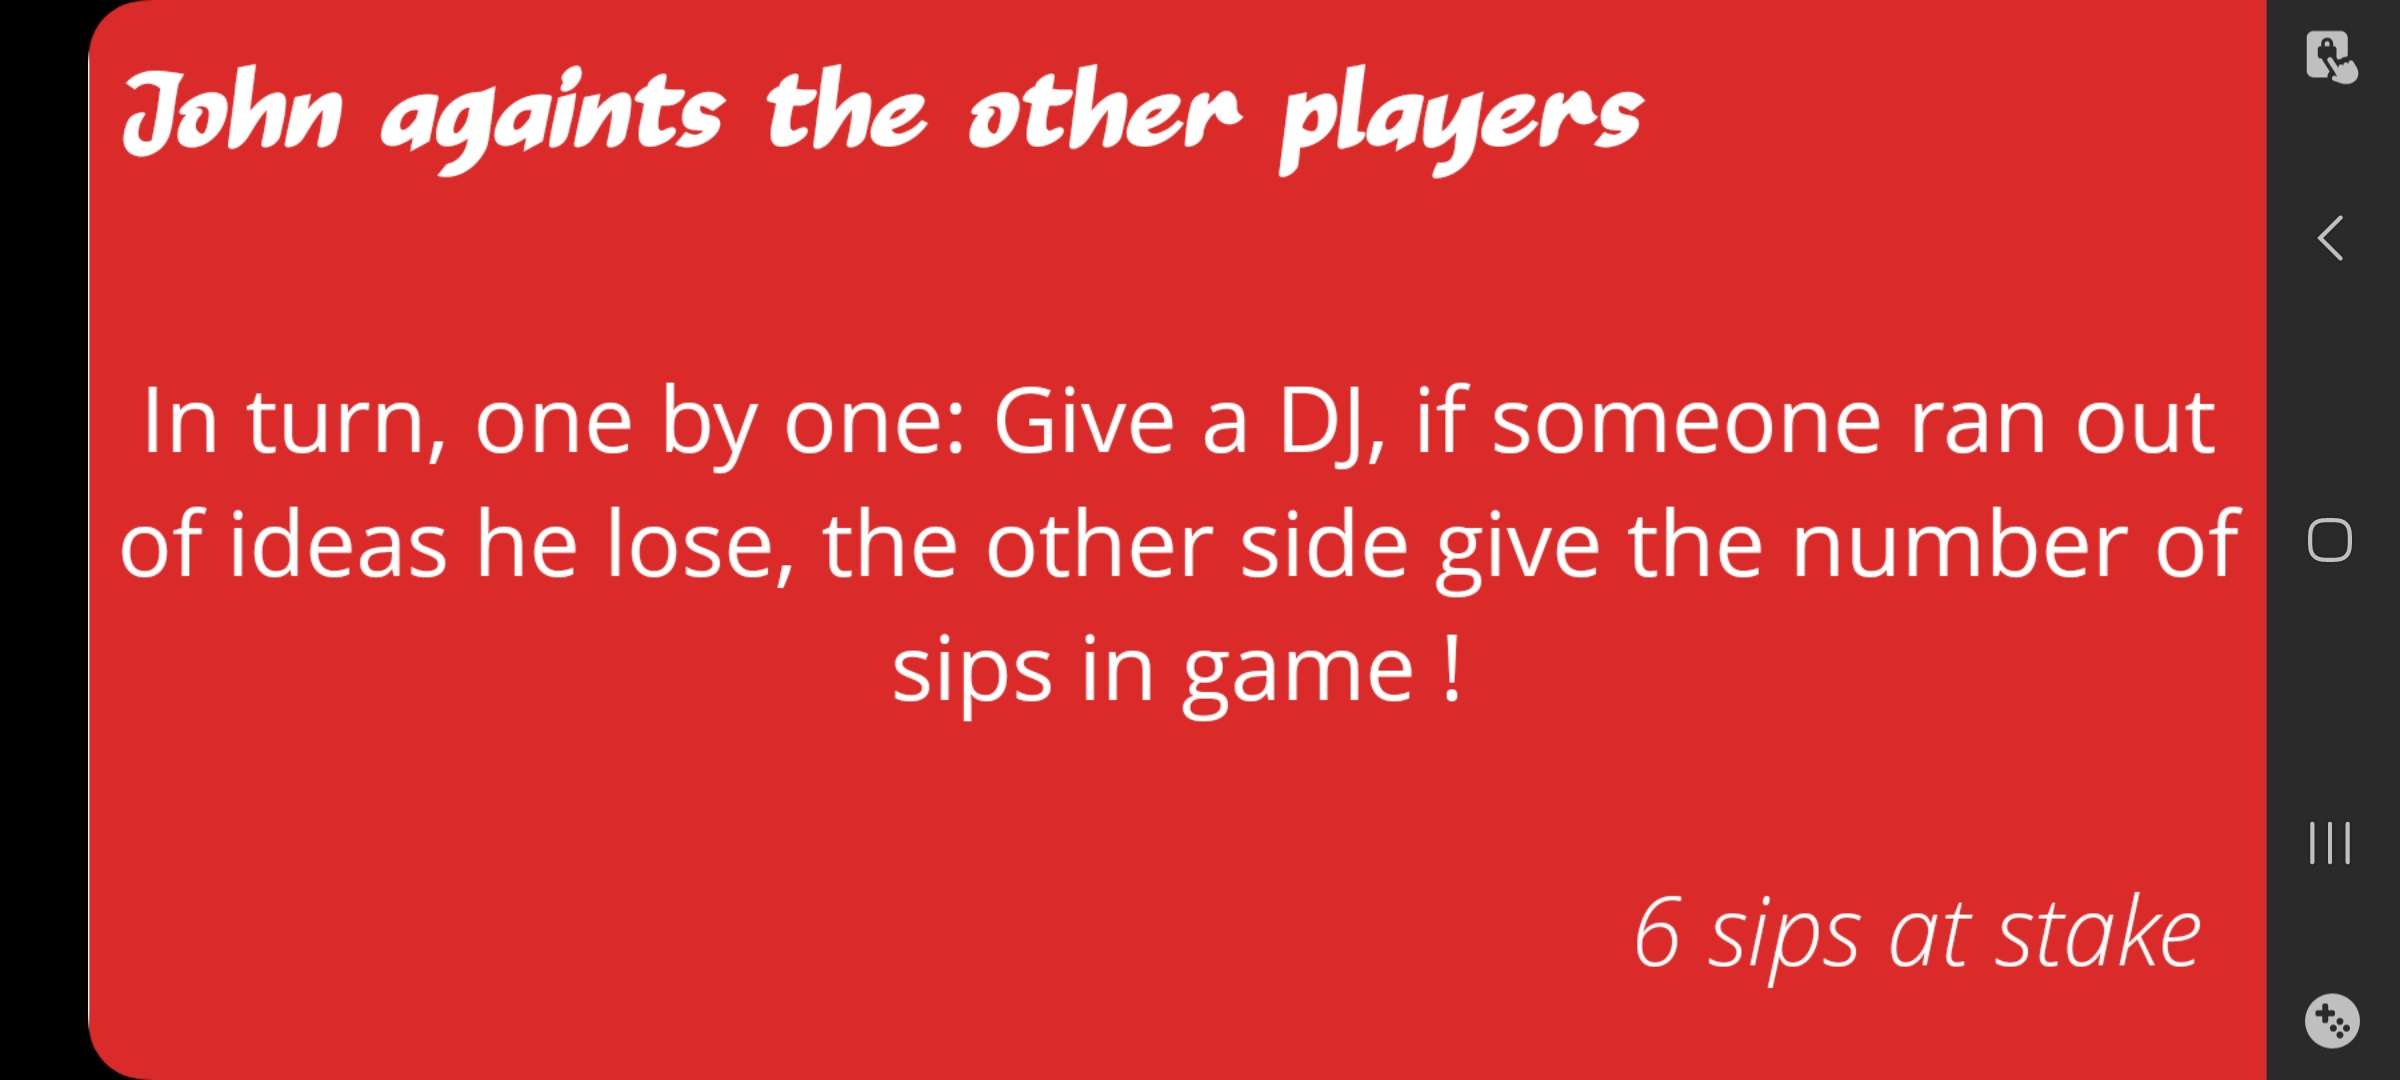 John againts the other players
In turn, one by one: Give a DJ, if someone ran out
of ideas he lose, the other side give the number of
sips in game !
6 sips at stake